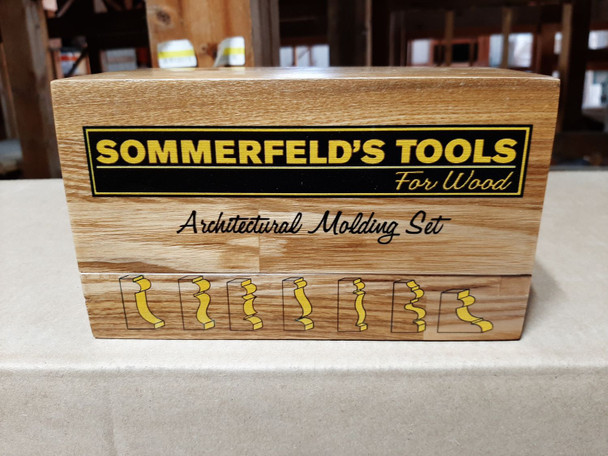 SOMMERFELD'S TOOLS
For Wood
Architectural Molding Set